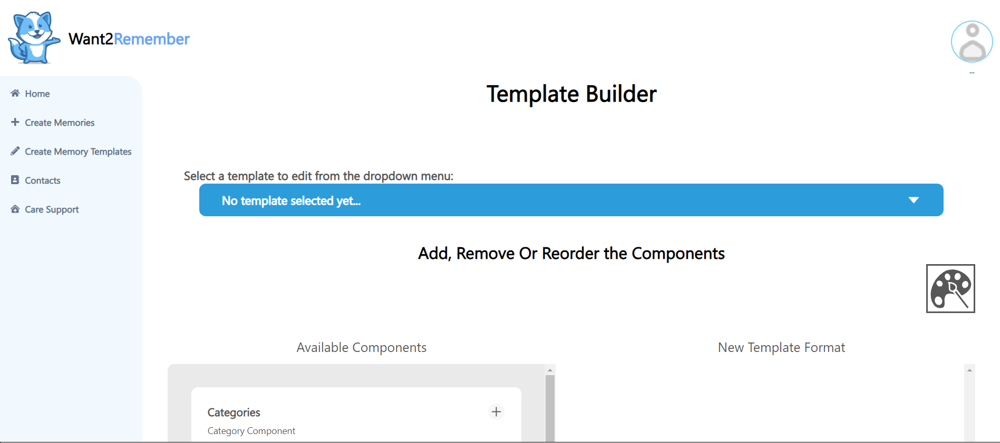 Want2Remember
...
Home
Create Memories
Create Memory Templates
Contacts
Care Support
Template Builder
Select a template to edit from the dropdown menu:
No template selected yet...
Add, Remove Or Reorder the Components
Available Components
New Template Format
Categories
Category Component